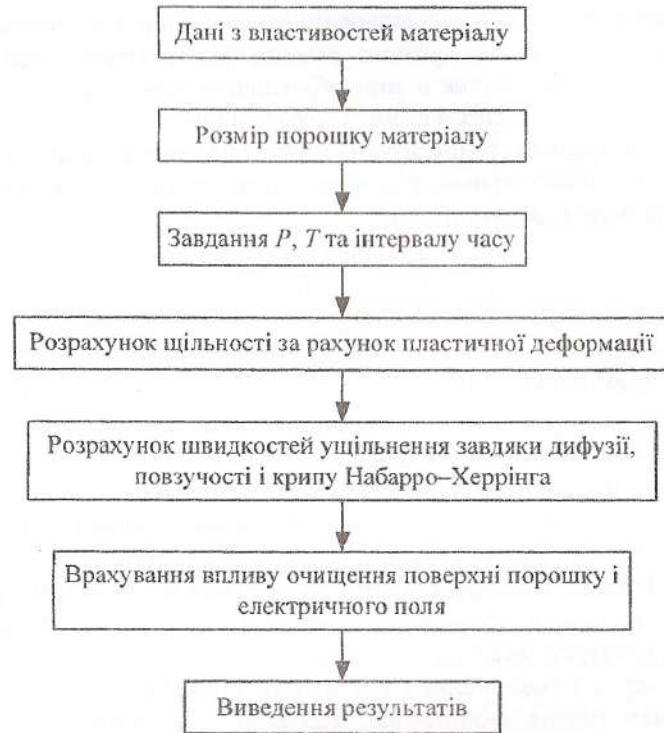 Дані з властивостей матеріалу
Розмір порошку матеріалу
Завдання P, T та інтервалу часу
Розрахунок щільності за рахунок пластичної деформації
Розрахунок швидкостей ущільнення завдяки дифузії,
повзучості і крипу Набарро–Херрінга
Врахування впливу очищення поверхні порошку і
електричного поля
Виведення результатів